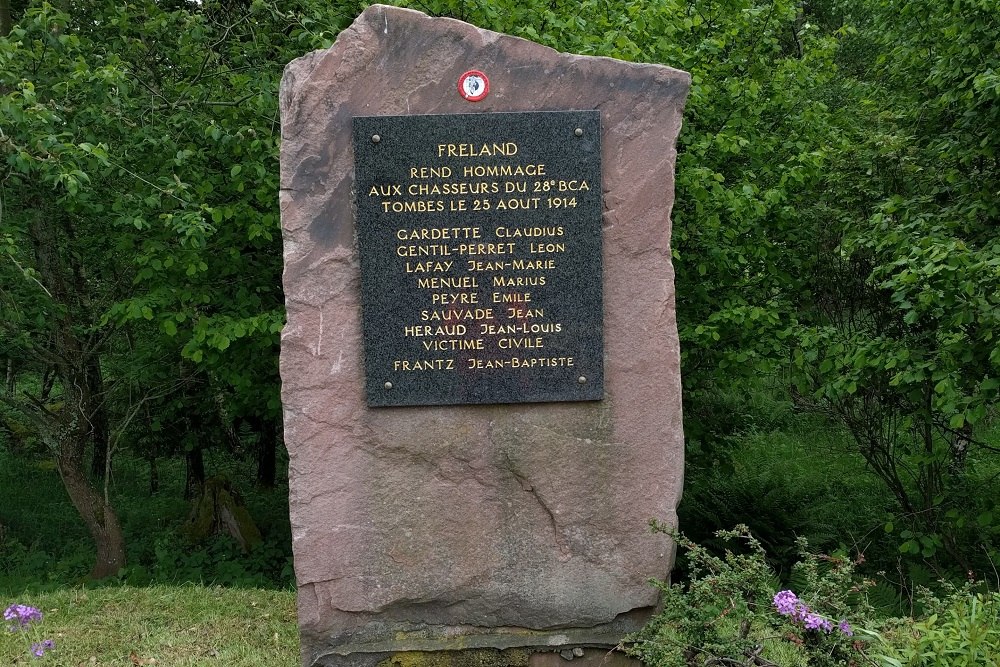 FRELAND
REND HOMMAGE
AUX CHASSEURS DU 28e BCA
TOMBES LE 25 AOUT 1914
GARDETTE CLAUDIUS
GENTIL-PERRET LEON
LAFAY JEAN-MARIE
MENUEL MARIUS
PEYRE EMILE
SAUVADE JEAN
HERAUD JEAN-LOUIS
VICTIME CIVILE
FRANTZ JEAN-BAPTISTE